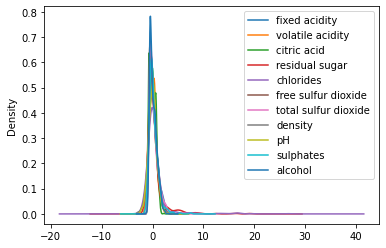 0.8
0.7
0.6
0.5
0.4
0.3
0.2
0.1
0.0
Density
−20
−10
0
10
20
30
40
fixed acidity
volatile acidity
citric acid
residual sugar
chlorides
free sulfur dioxide
total sulfur dioxide
density
pH
sulphates
alcohol